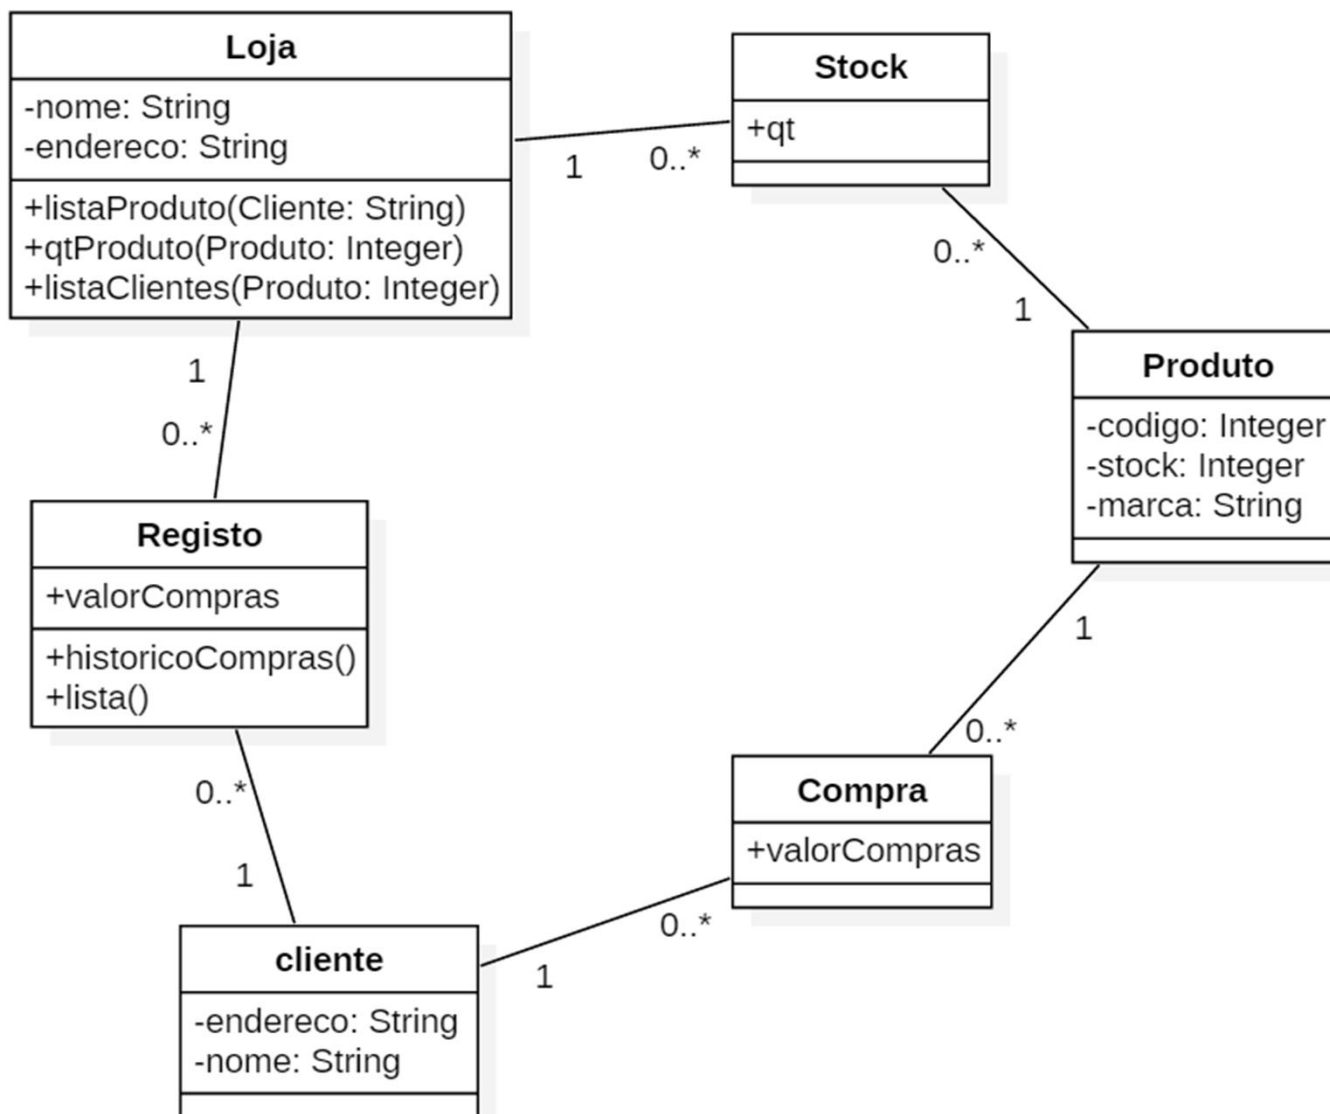 Loja
-nome: String
-endereco: String
+listaProduto(Cliente: String)
+qtProduto(Produto: Integer)
+listaClientes(Produto: Integer)
1
0..*
Stock
+qt
0..*
1
Produto
-codigo: Integer
-stock: Integer
-marca: String
1
0..*
1
0..*
Registo
+valorCompras
+historicoCompras()
+lista()
0..*
1
Compra
+valorCompras
0..*
1
cliente
-endereco: String
-nome: String